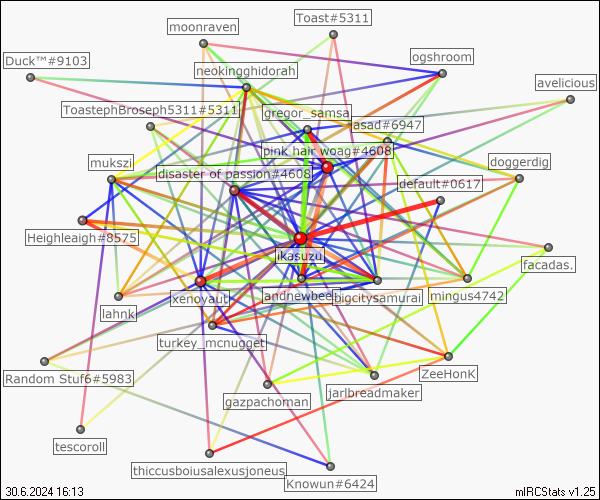 Toast#5311
moonraven
ogshroom
Duck™#9103
neokingghidorah
avelicious
ToastephBroseph5311#5311
gregor_samsa
asad#6947
pink hair woag#4608
mukszi
doggerdig
disaster of passion#4608
default#0617
Heighleaigh#8575
ikasuzu
facadas.
xenoyaut
andnewbee
bigcitysamurai
mingus4742
lahnk
turkey_mcnugget
Random Stuf6#5983
ZeeHonK
gazpachoman
jarlbreadmaker
tescoroll
thiccusboiusalexusjoneus
Knowun#6424
30.6.2024 16:13
mIRCStats v1.25